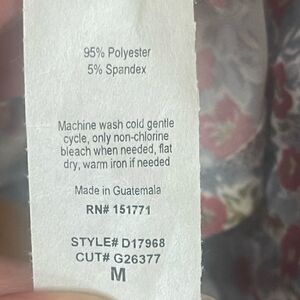 95% Polyester
5% Spandex
Machine wash cold gentle
cycle, only non-chlorine
bleach when needed, flat
dry, warm iron if needed
Made in Guatemala
RN# 151771
STYLE# D17968
CUT# G26377
M